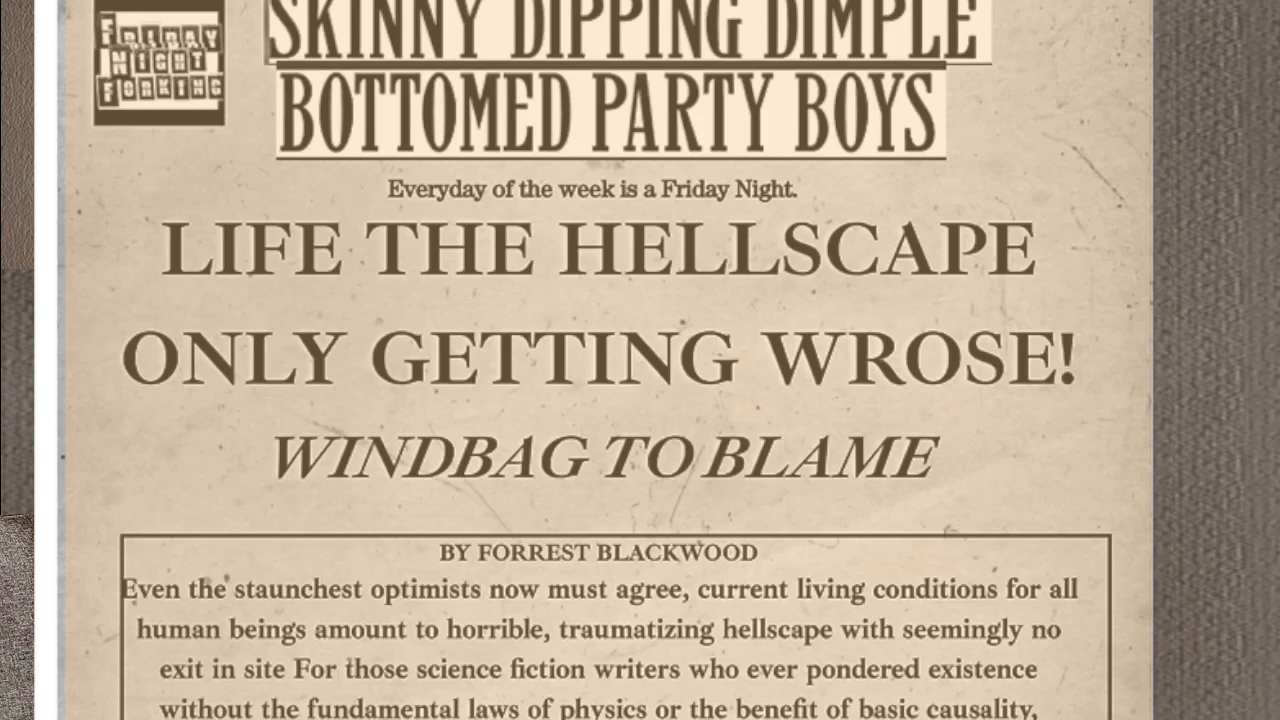 FRIDAY
NIGHT
FORKING
SKINNY DIPPING DIMPLE
BOTTOMED PARTY BOYS
Everyday of the week is a Friday Night.
LIFE THE HELLSCAPE
ONLY GETTING WROSE!
WINDBAG TO BLAME
BY FORREST BLACKWOOD
Even the staunchest optimists now must agree, current living conditions for all
human beings amount to horrible, traumatizing hellscape with seemingly no
exit in site For those science fiction writers who ever pondered existence
without the fundamental laws of physics or the benefit of basic causality,